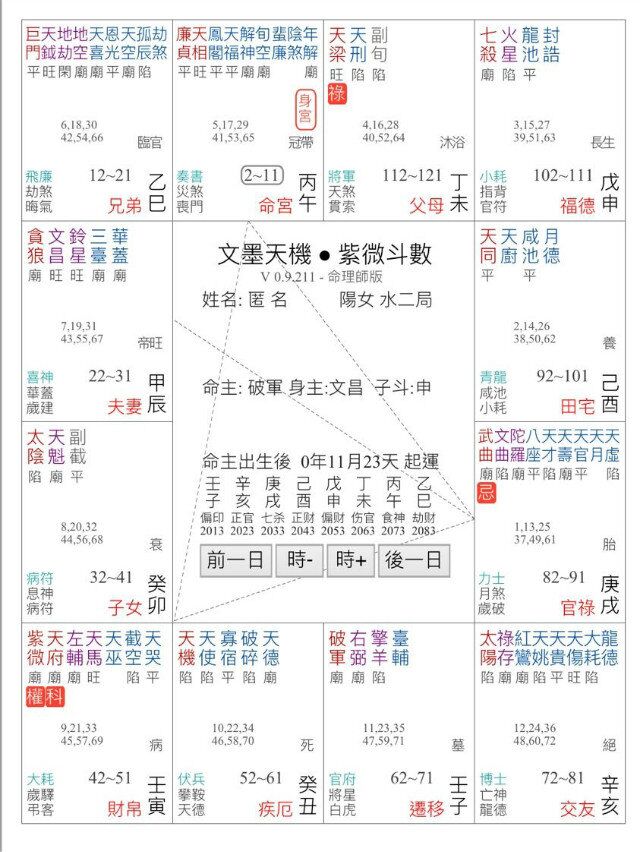 巨門 天鉞 地劫 地空 天喜 恩光 天空 孤辰 劫煞
平旺閑廟廟平廟陷
6,18,30
42,54,66
臨官
飛廉
劫煞
晦氣
12~21
兄弟
乙巳
廉貞 天相 鳳閣 天福 解神 旬空 蜚廉 陰煞 年解
平旺平平廟廟 廟
身宮
5,17,29
41,53,65
冠帶
奏書
災煞
喪門
2~11
命宮
丙午
天梁 天刑 副旬
旺陷陷
祿
4,16,28
40,52,64
沐浴
將軍
天煞
貫索
112~121
父母
丁未
七殺 火星 龍池 封誥
廟陷平
3,15,27
39,51,63
長生
小耗
指背
官符
102~111
福德
戊申
貪狼 文昌 鈴星 三臺 華蓋
廟旺旺廟廟
7,19,31
43,55,67
帝旺
喜神
華蓋
歲建
22~31
夫妻
甲辰
文墨天機 ● 紫微斗數
V 0.9.211 - 命理師版
姓名: 匿 名 陽女 水二局
命主: 破軍 身主:文昌 子斗:申
命主出生後 0年11月23天 起運
壬 辛 庚 己 戊 丁 丙 乙
子 亥 戌 酉 申 未 午 巳
偏印 正官 七杀 正财 偏财 伤官 食神 劫财
2013 2023 2033 2043 2053 2063 2073 2083
前一日 時- 時+ 後一日
天同 天廚 咸池 月德
平 平
2,14,26
38,50,62
養
青龍
咸池
小耗
92~101
田宅
己酉
太陰 天魁 副截
陷廟平
8,20,32
44,56,68
衰
病符
息神
病符
32~41
子女
癸卯
武曲 文曲 陀羅 八座 天才 天壽 天官 天月 天虛
廟陷廟平廟廟平 陷
忌
1,13,25
37,49,61
胎
力士
月煞
歲破
82~91
官祿
庚戌
紫微 天府 左輔 天馬 天巫 截空 天哭
廟廟廟旺 陷平
權科
9,21,33
45,57,69
病
大耗
歲驛
弔客
42~51
財帛
壬寅
天機 天使 寡宿 破碎 天德
陷陷平陷廟
10,22,34
46,58,70
死
伏兵
攀鞍
天德
52~61
疾厄
癸丑
破軍 右弼 擎羊 臺輔
廟廟陷
11,23,35
47,59,71
墓
官府
將星
白虎
62~71
遷移
壬子
太陽 祿存 紅鸞 天姚 天貴 天傷 大耗 龍德
陷廟廟陷平旺陷
12,24,36
48,60,72
絕
博士
亡神
龍德
72~81
交友
辛亥